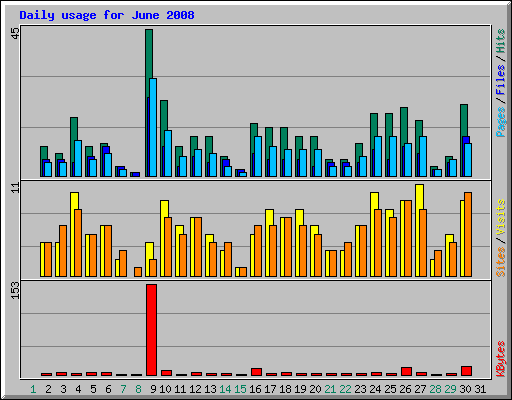 Daily usage for June 2008
45
Pages / Files / Hits
11
Sites / Visits
153
KBytes
1 2 3 4 5 6 7 8 9 10 11 12 13 14 15 16 17 18 19 20 21 22 23 24 25 26 27 28 29 30 31